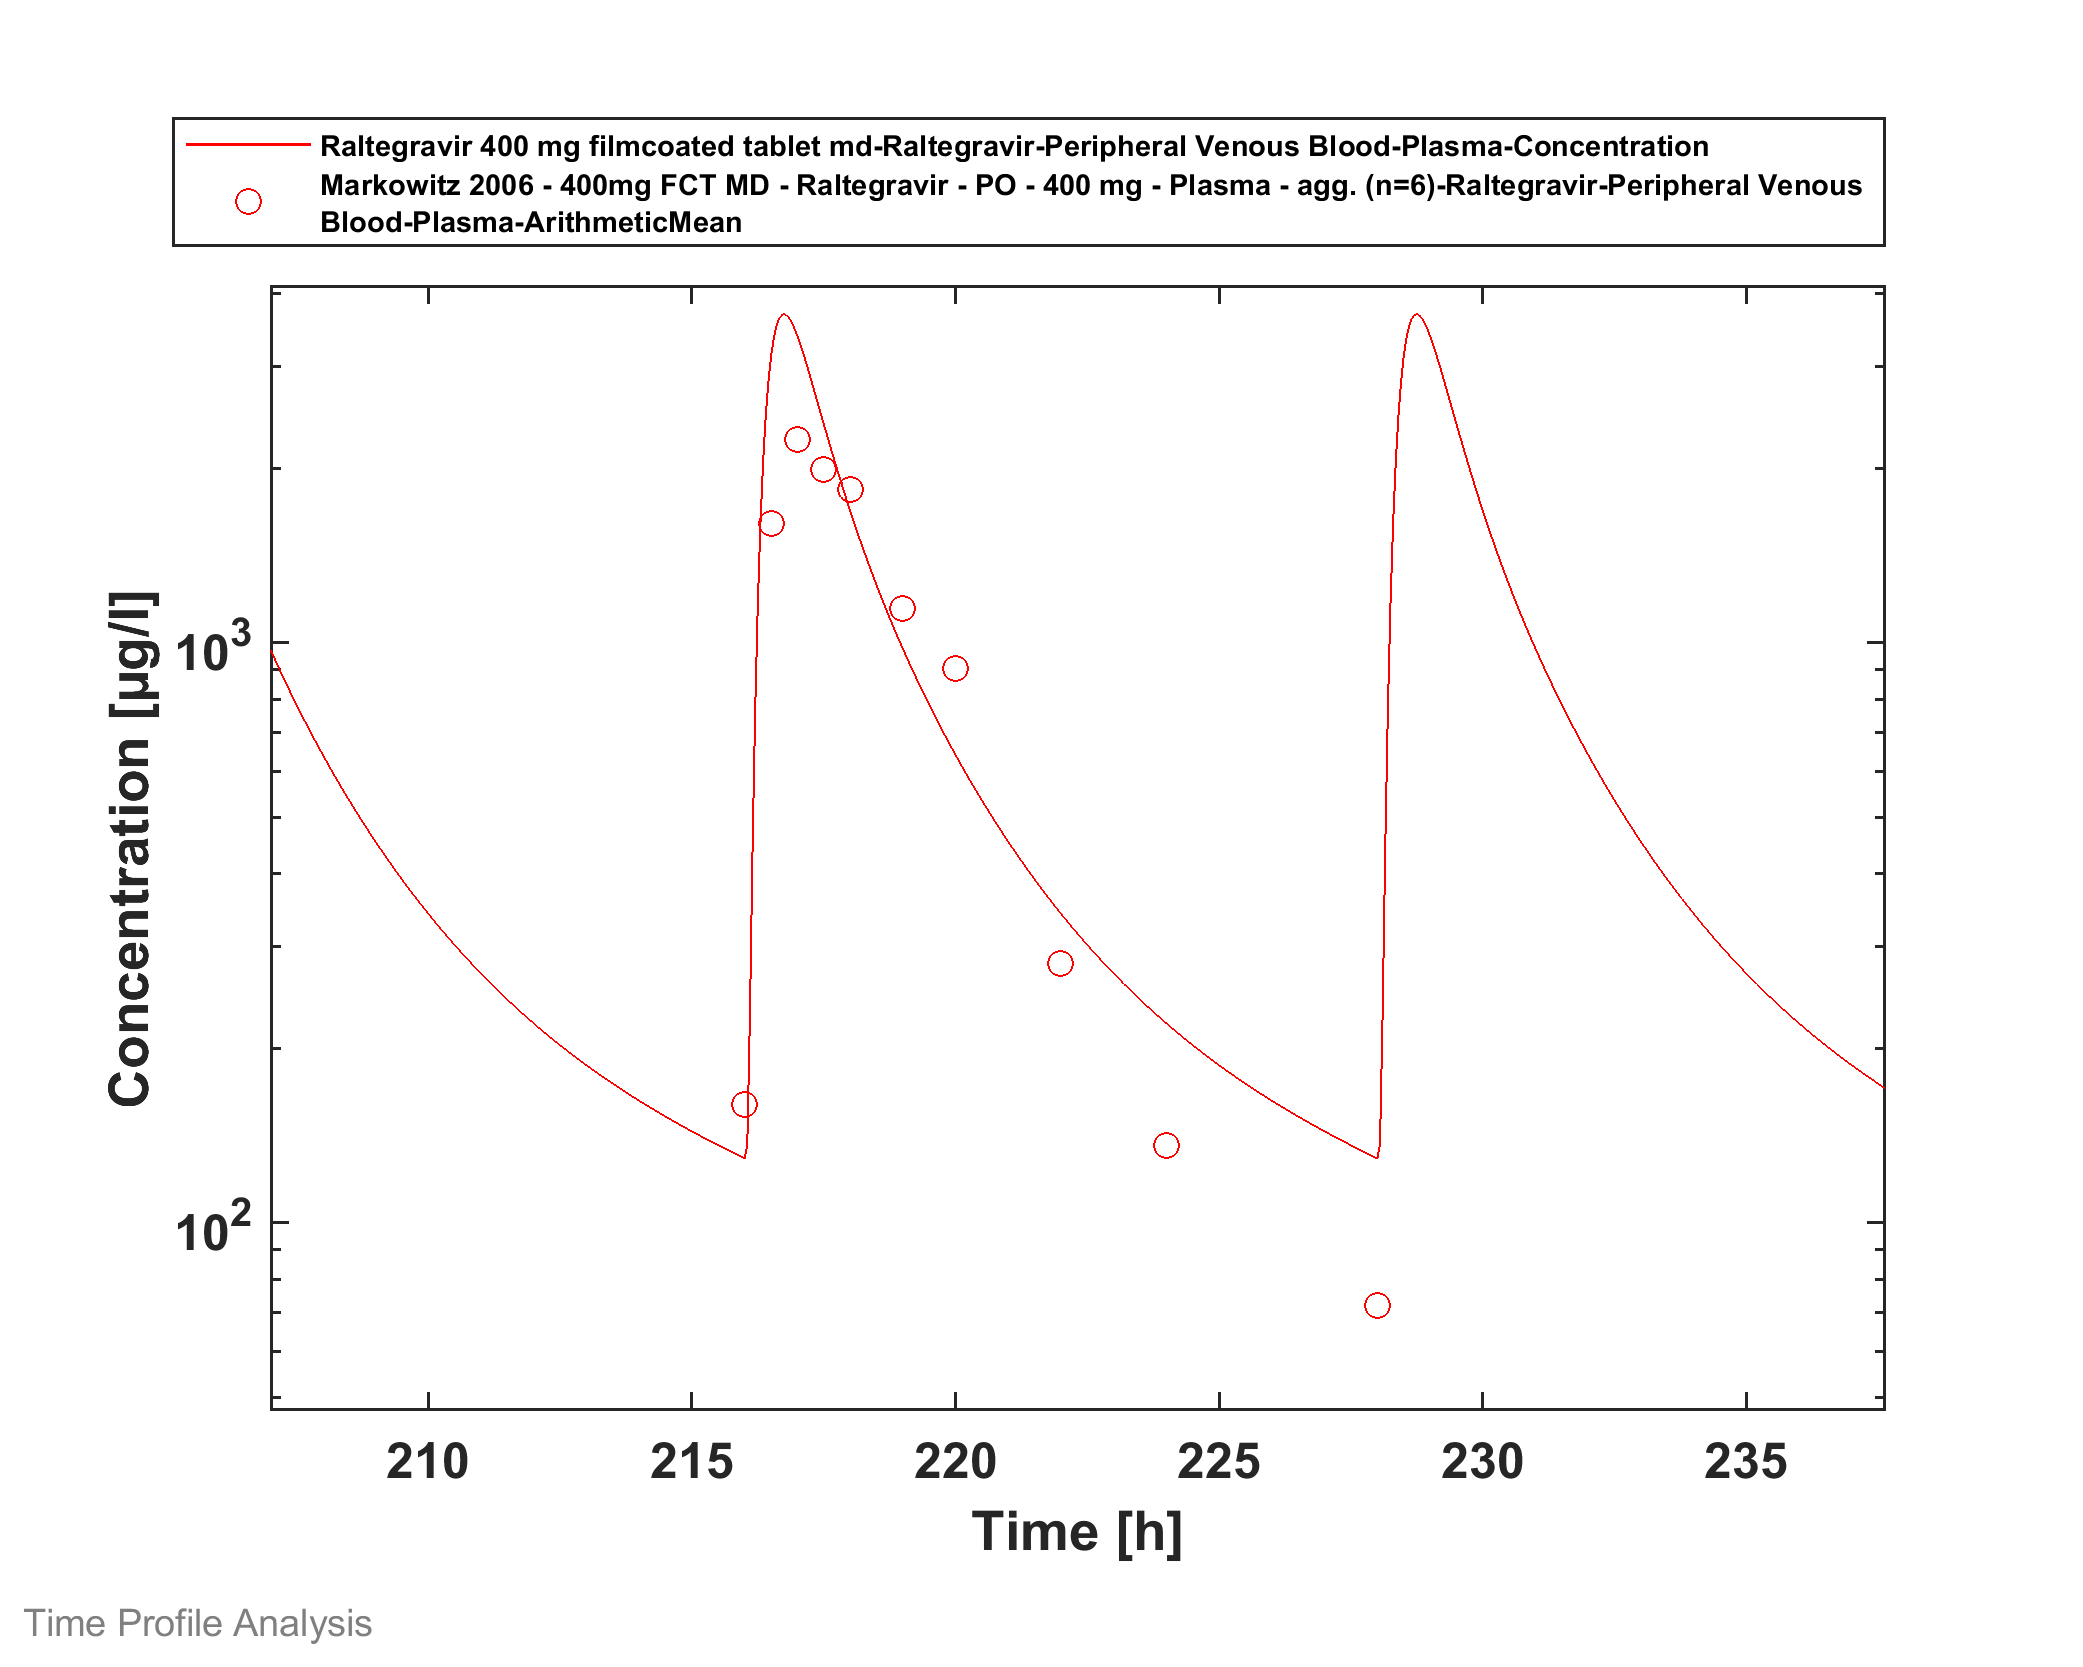 Raltegravir 400 mg filmcoated tablet md-Raltegravir-Peripheral Venous Blood-Plasma-Concentration
Markowitz 2006 - 400mg FCT MD - Raltegravir - PO - 400 mg - Plasma - agg. (n=6)-Raltegravir-Peripheral Venous
Blood-Plasma-ArithmeticMean
Concentration [µg/l]
10³
10²
210 215 220 225 230 235
Time [h]
Time Profile Analysis